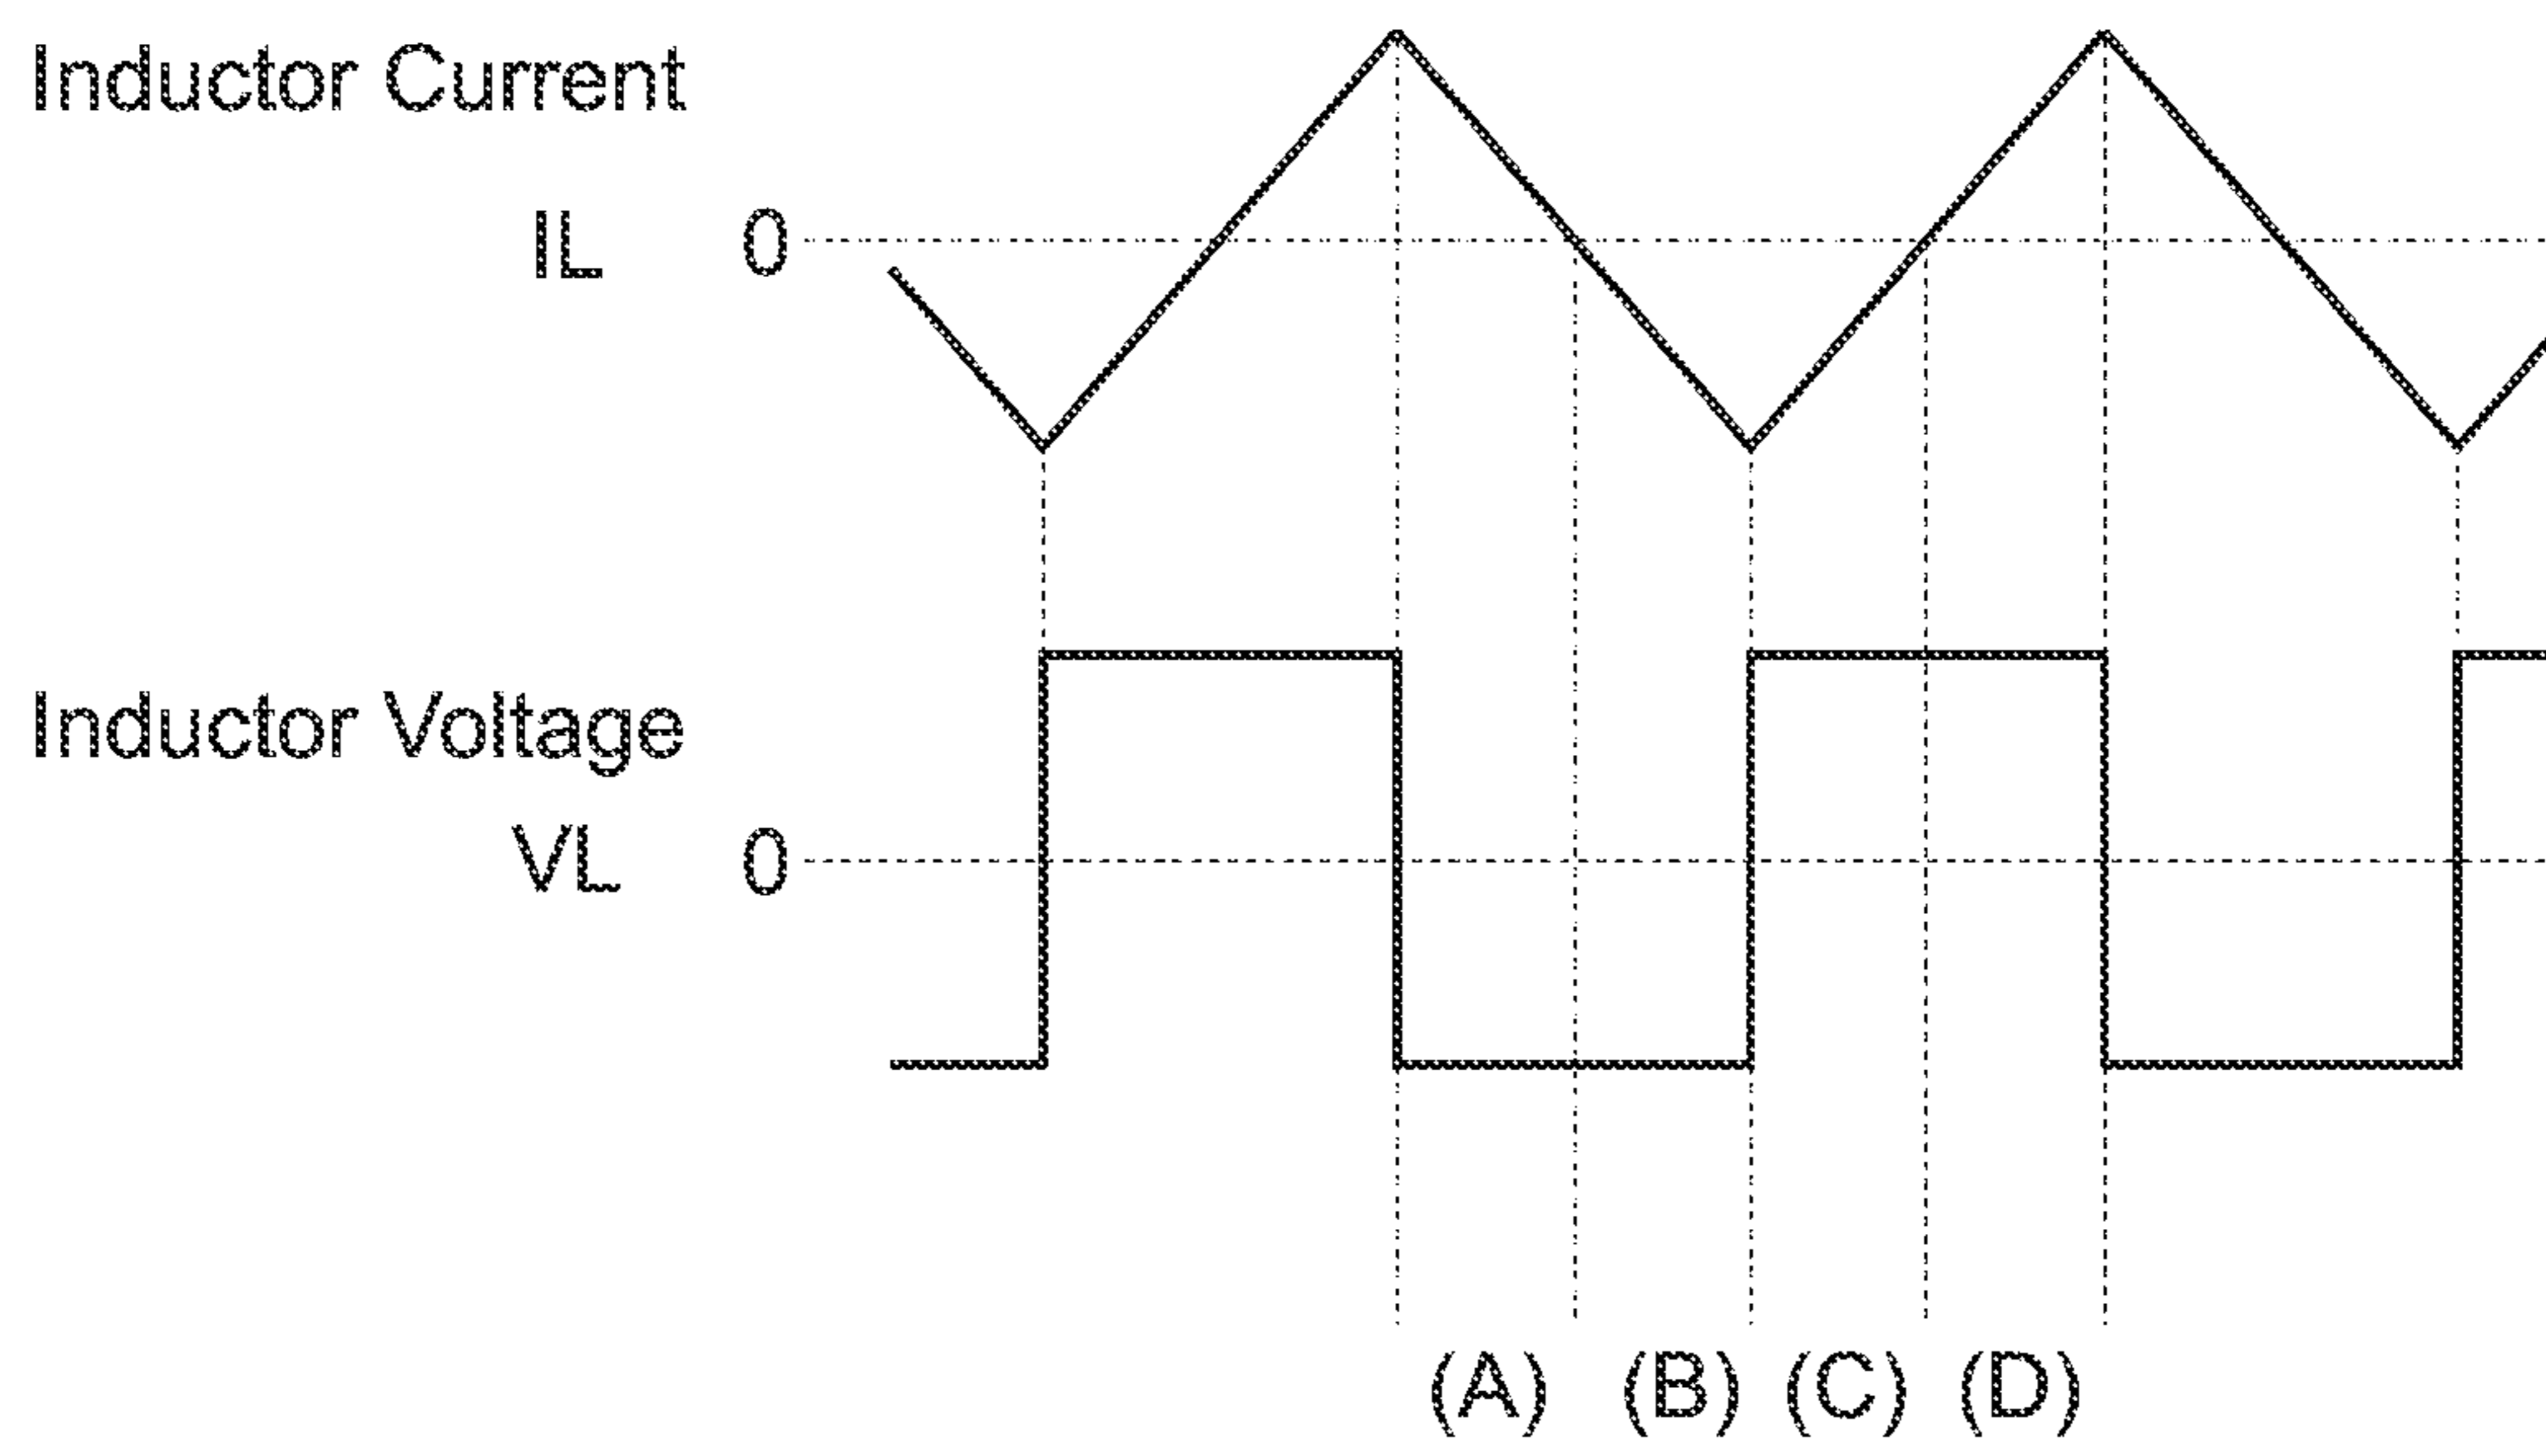 Inductor Current
IL 0
Inductor Voltage
VL 0
(A) (B) (C) (D)